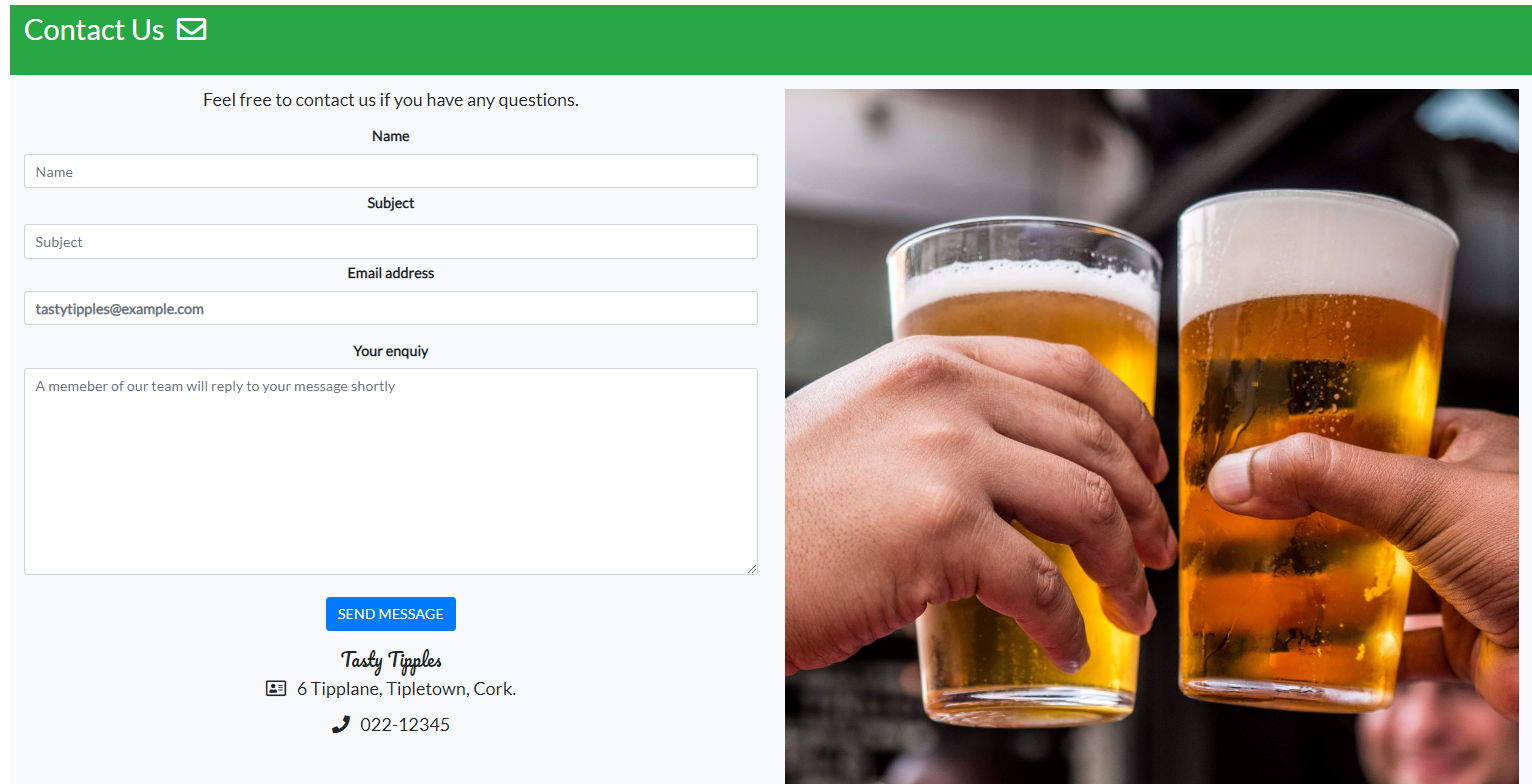 Contact Us
Feel free to contact us if you have any questions.
Name
Name
Subject
Subject
Email address
tastytipples@example.com
Your enquiy
A memeber of our team will reply to your message shortly
SEND MESSAGE
Tasty Tipples
6 Tipplane, Tipletown, Cork.
022-12345